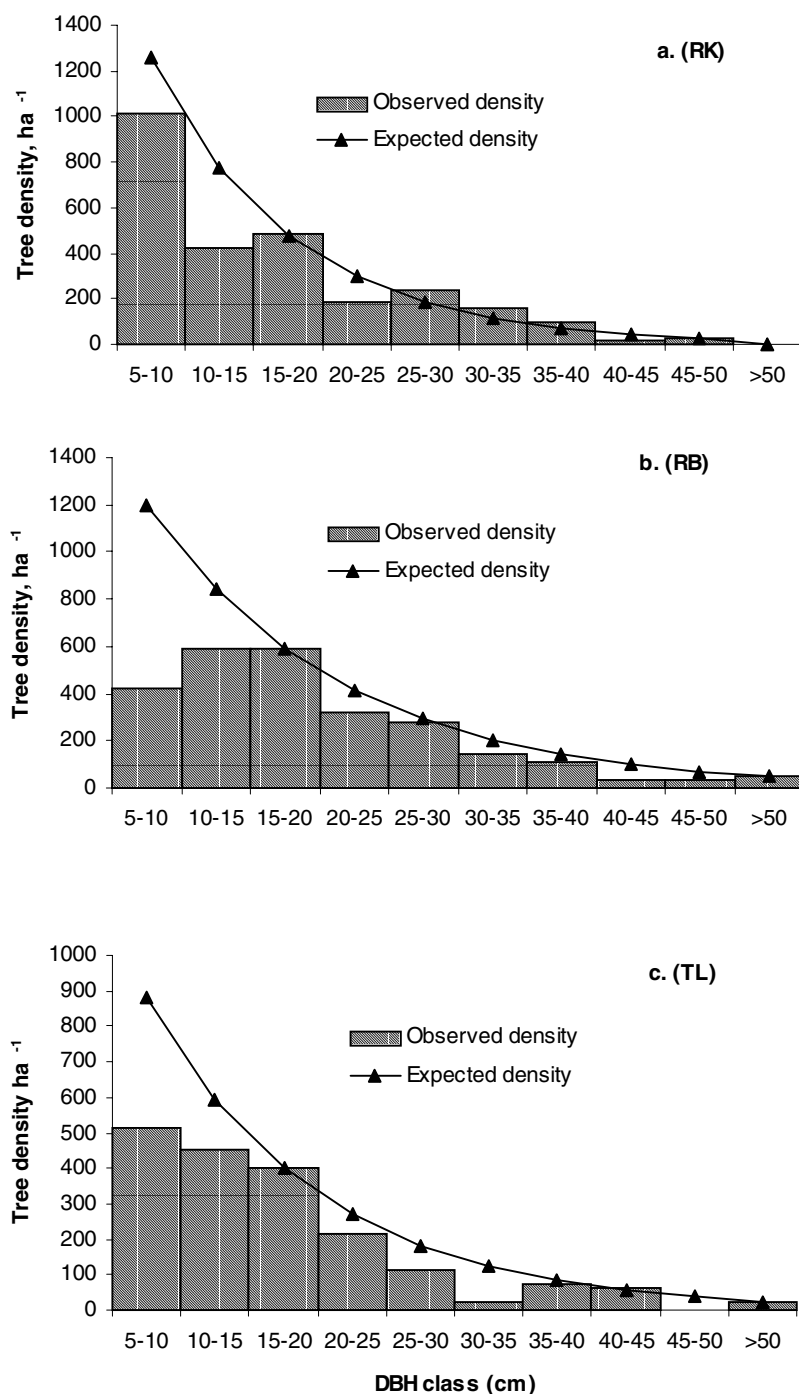 a. (RK)
Observed density
Expected density
Tree density, ha -1
1400
1200
1000
800
600
400
200
0
5-10 10-15 15-20 20-25 25-30 30-35 35-40 40-45 45-50 >50
b. (RB)
Observed density
Expected density
Tree density, ha -1
1400
1200
1000
800
600
400
200
0
5-10 10-15 15-20 20-25 25-30 30-35 35-40 40-45 45-50 >50
c. (TL)
Observed density
Expected density
Tree density ha -1
1000
900
800
700
600
500
400
300
200
100
0
5-10 10-15 15-20 20-25 25-30 30-35 35-40 40-45 45-50 >50
DBH class (cm)